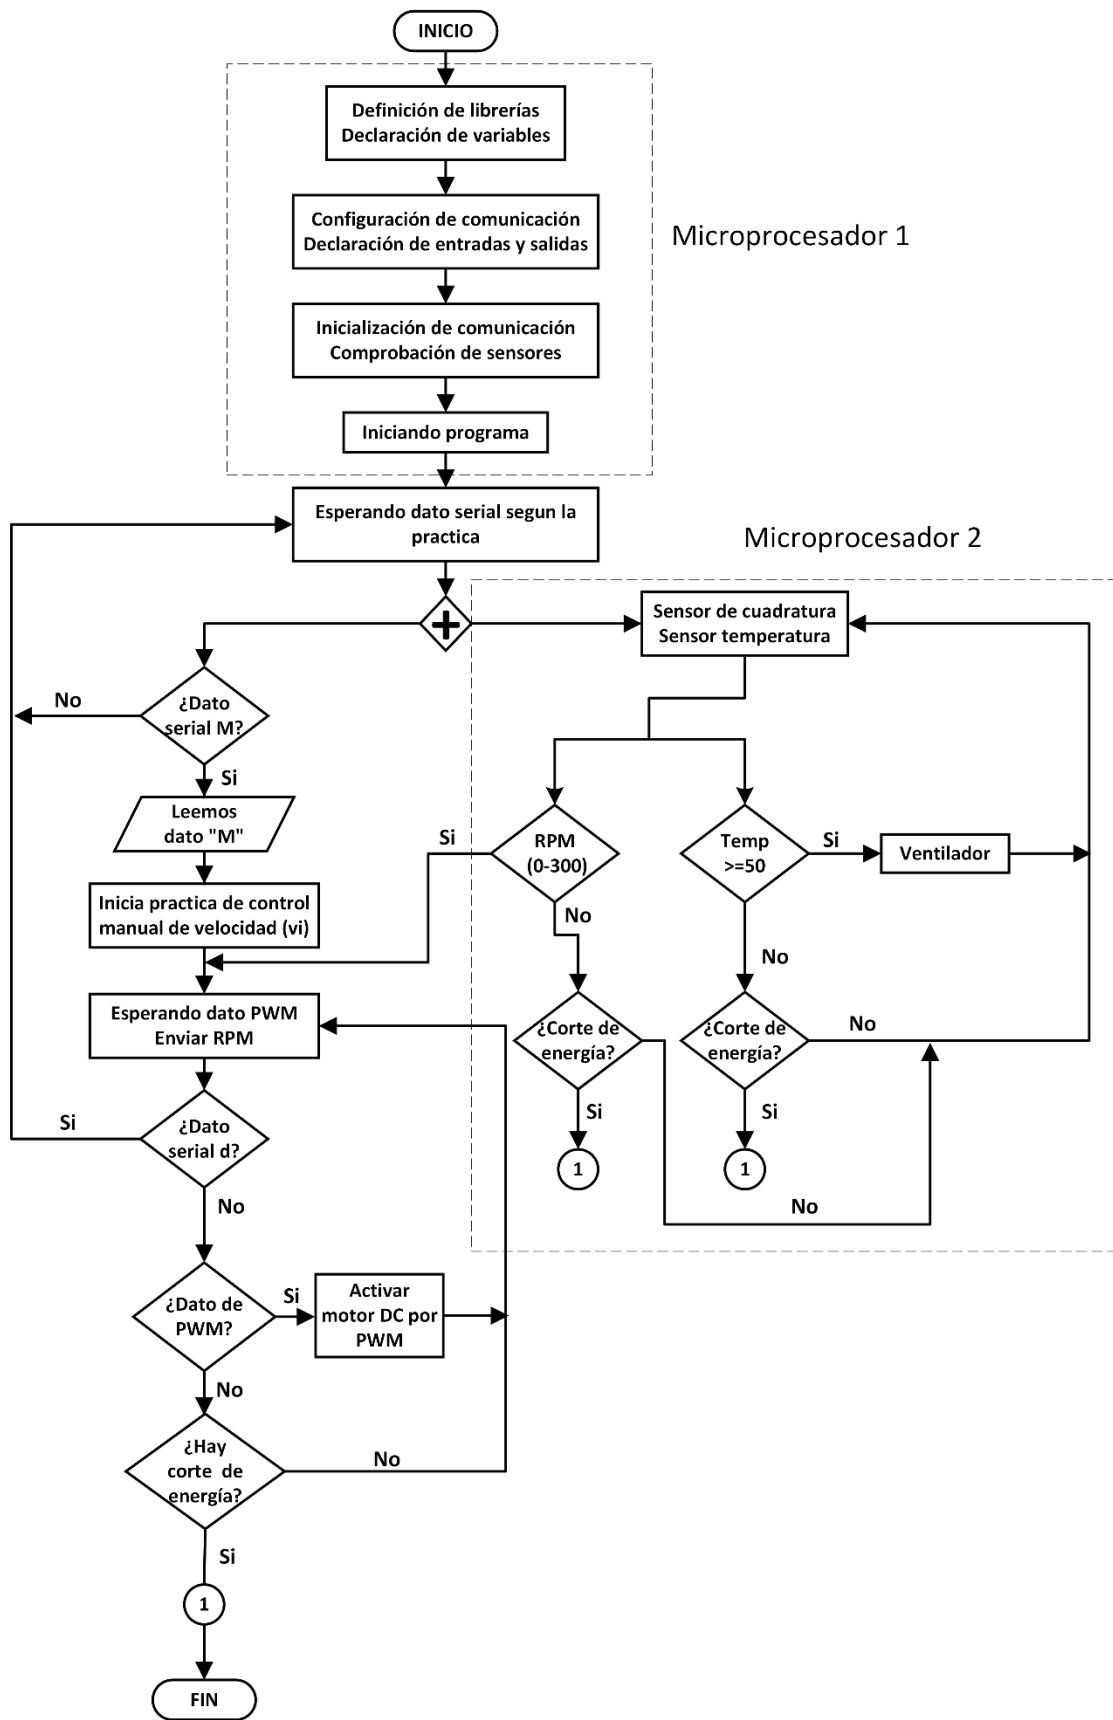 INICIO
Definición de librerías
Declaración de variables
Configuración de comunicación
Declaración de entradas y salidas
Microprocesador 1
Inicialización de comunicación
Comprobación de sensores
Iniciando programa
Esperando dato serial segun la
practica
Microprocesador 2
Sensor de cuadratura
Sensor temperatura
No
¿Dato
serial M?
Si
Leemos
dato "M"
Si
RPM
(0-300)
Temp
>=50
Si
Ventilador
Inicia practica de control
manual de velocidad (vi)
No
No
Esperando dato PWM
Enviar RPM
¿Corte de
energía?
¿Corte de
energía?
No
Si
¿Dato
serial d?
Si
Si
1
1
No
No
¿Dato de
PWM?
Si
Activar
motor DC por
PWM
No
¿Hay
corte de
energía?
No
Si
1
FIN